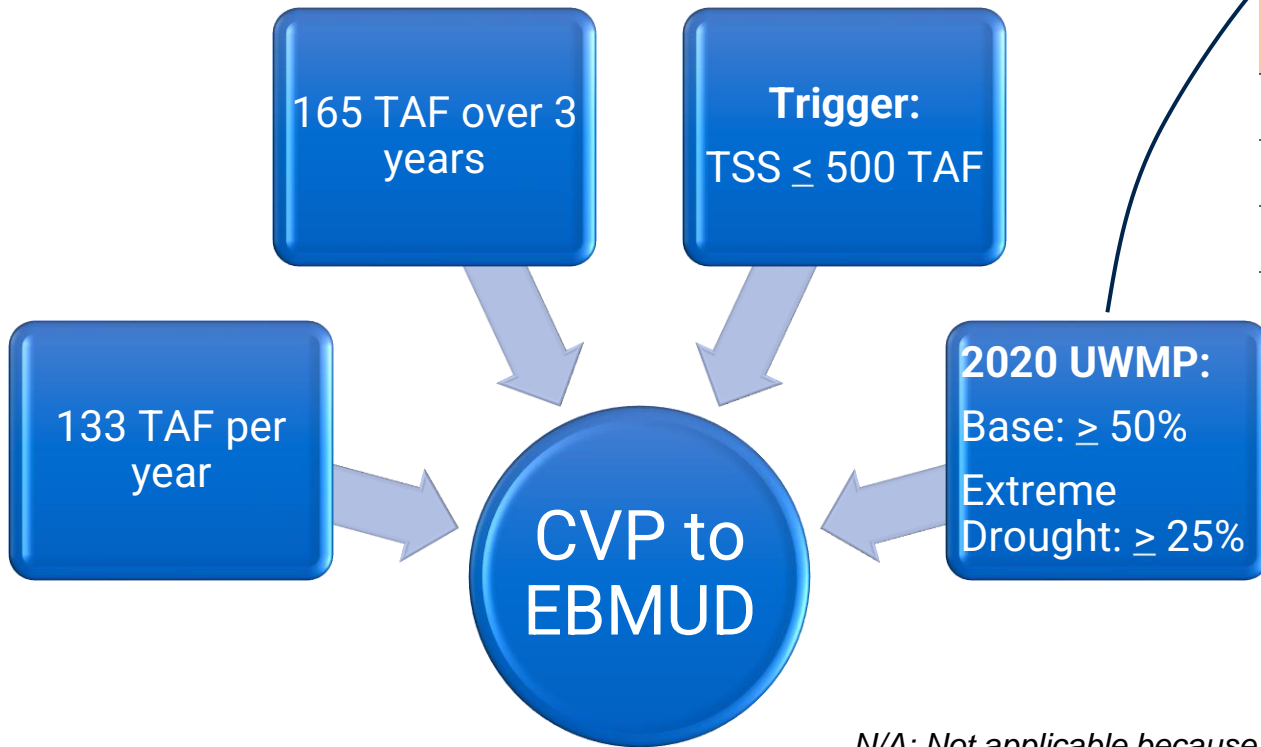 165 TAF over 3
years
Trigger:
TSS ≤ 500 TAF
133 TAF per
year
2020 UWMP:
Base: ≥ 50%
Extreme
Drought: ≥ 25%
CVP to
EBMUD
N/A: Not applicable because